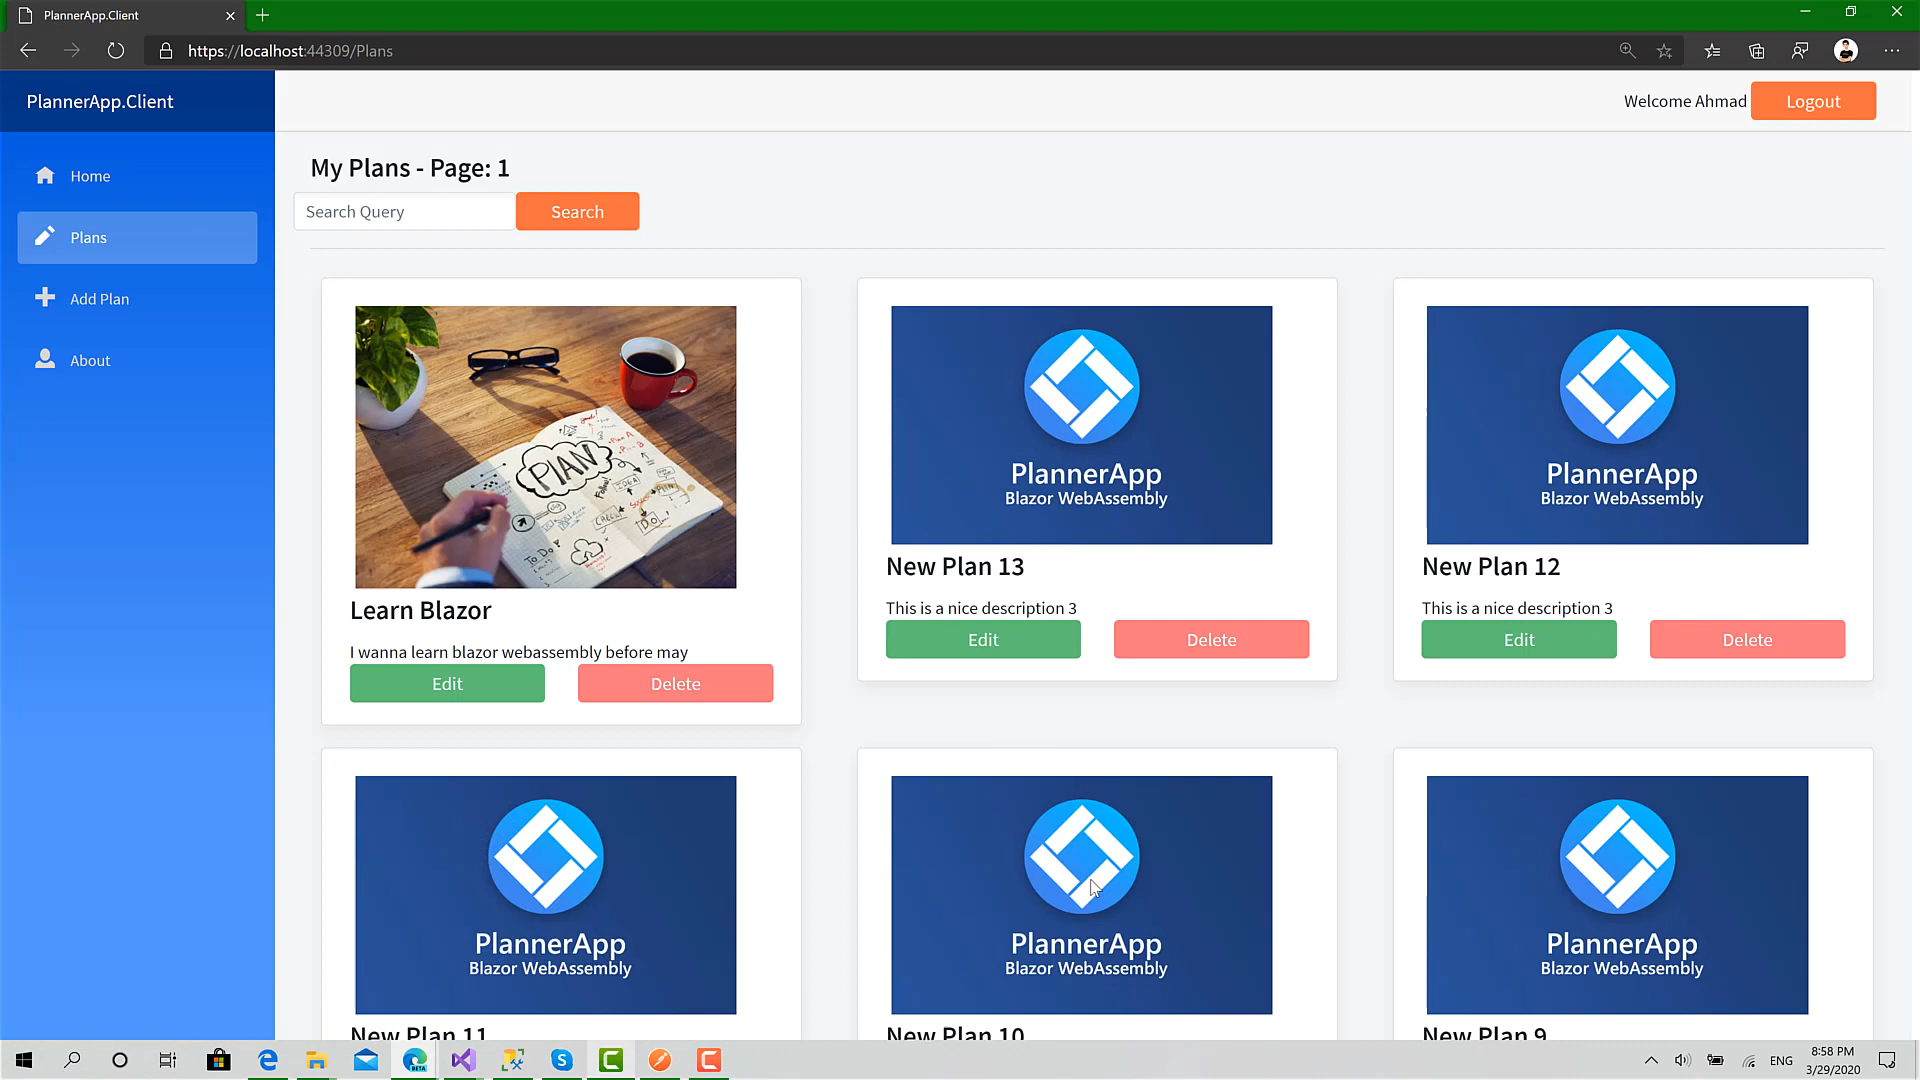 PlannerApp.Client
https://localhost:44309/Plans
PlannerApp.Client
Welcome Ahmad
Logout
Home
Plans
Add Plan
About
My Plans - Page: 1
Search Query
Search
PLAN
IDEA
To Do
Learn Blazor
I wanna learn blazor webassembly before may
Edit
Delete
PlannerApp
Blazor WebAssembly
New Plan 13
This is a nice description 3
Edit
Delete
PlannerApp
Blazor WebAssembly
New Plan 12
This is a nice description 3
Edit
Delete
PlannerApp
Blazor WebAssembly
New Plan 11
PlannerApp
Blazor WebAssembly
New Plan 10
PlannerApp
Blazor WebAssembly
New Plan 9
BETA
ENG
8:58 PM
3/29/2020